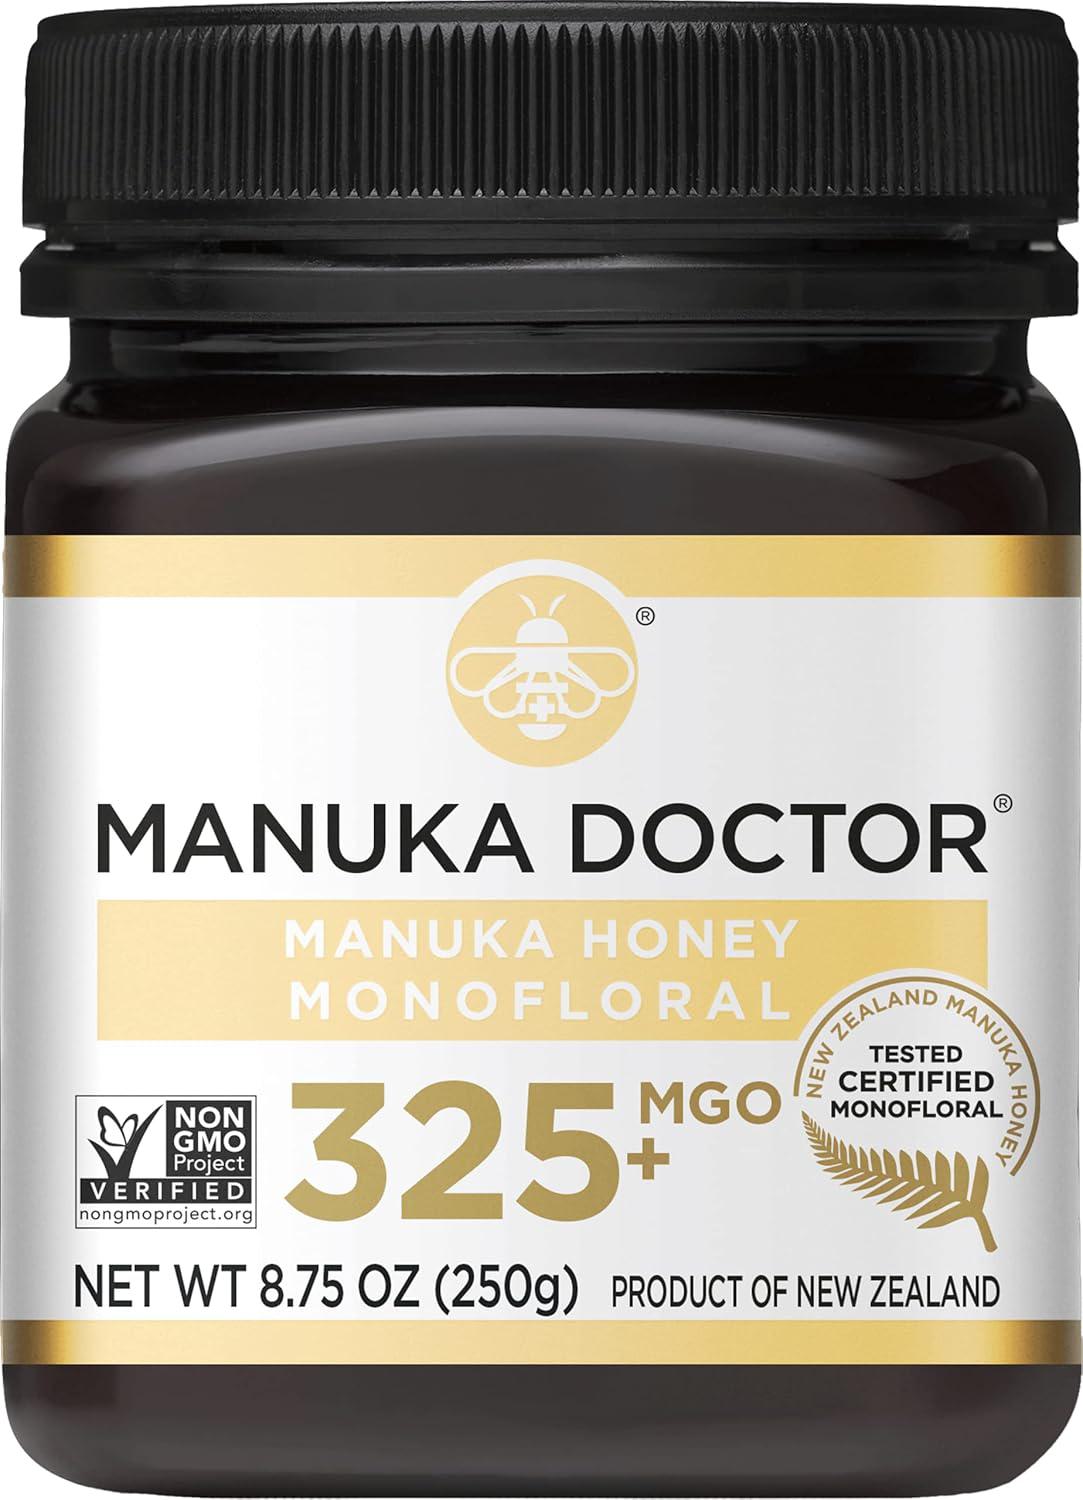 ®
MANUKA DOCTOR®
MANUKA HONEY
MONOFLORAL
NEW ZEALAND MANUKA HONEY
TESTED
CERTIFIED
MONOFLORAL
325+ MGO
NON
GMO
Project
VERIFIED
nongmoproject.org
NET WT 8.75 OZ (250g)
PRODUCT OF NEW ZEALAND